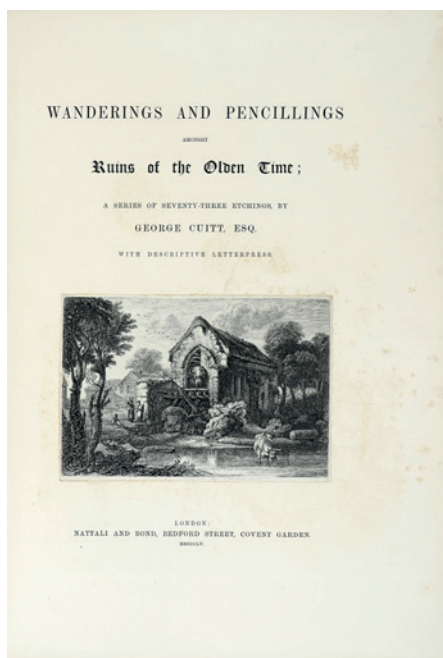 WANDERINGS AND PENCILLINGS
AMONGST
Ruins of the Olden Time;
A SERIES OF SEVENTY-THREE ETCHINGS, BY
GEORGE CUITT, ESQ.
WITH DESCRIPTIVE LETTERPRESS.
LONDON:
NATTALI AND BOND, BEDFORD STREET, COVENT GARDEN.
MDCCCLV.